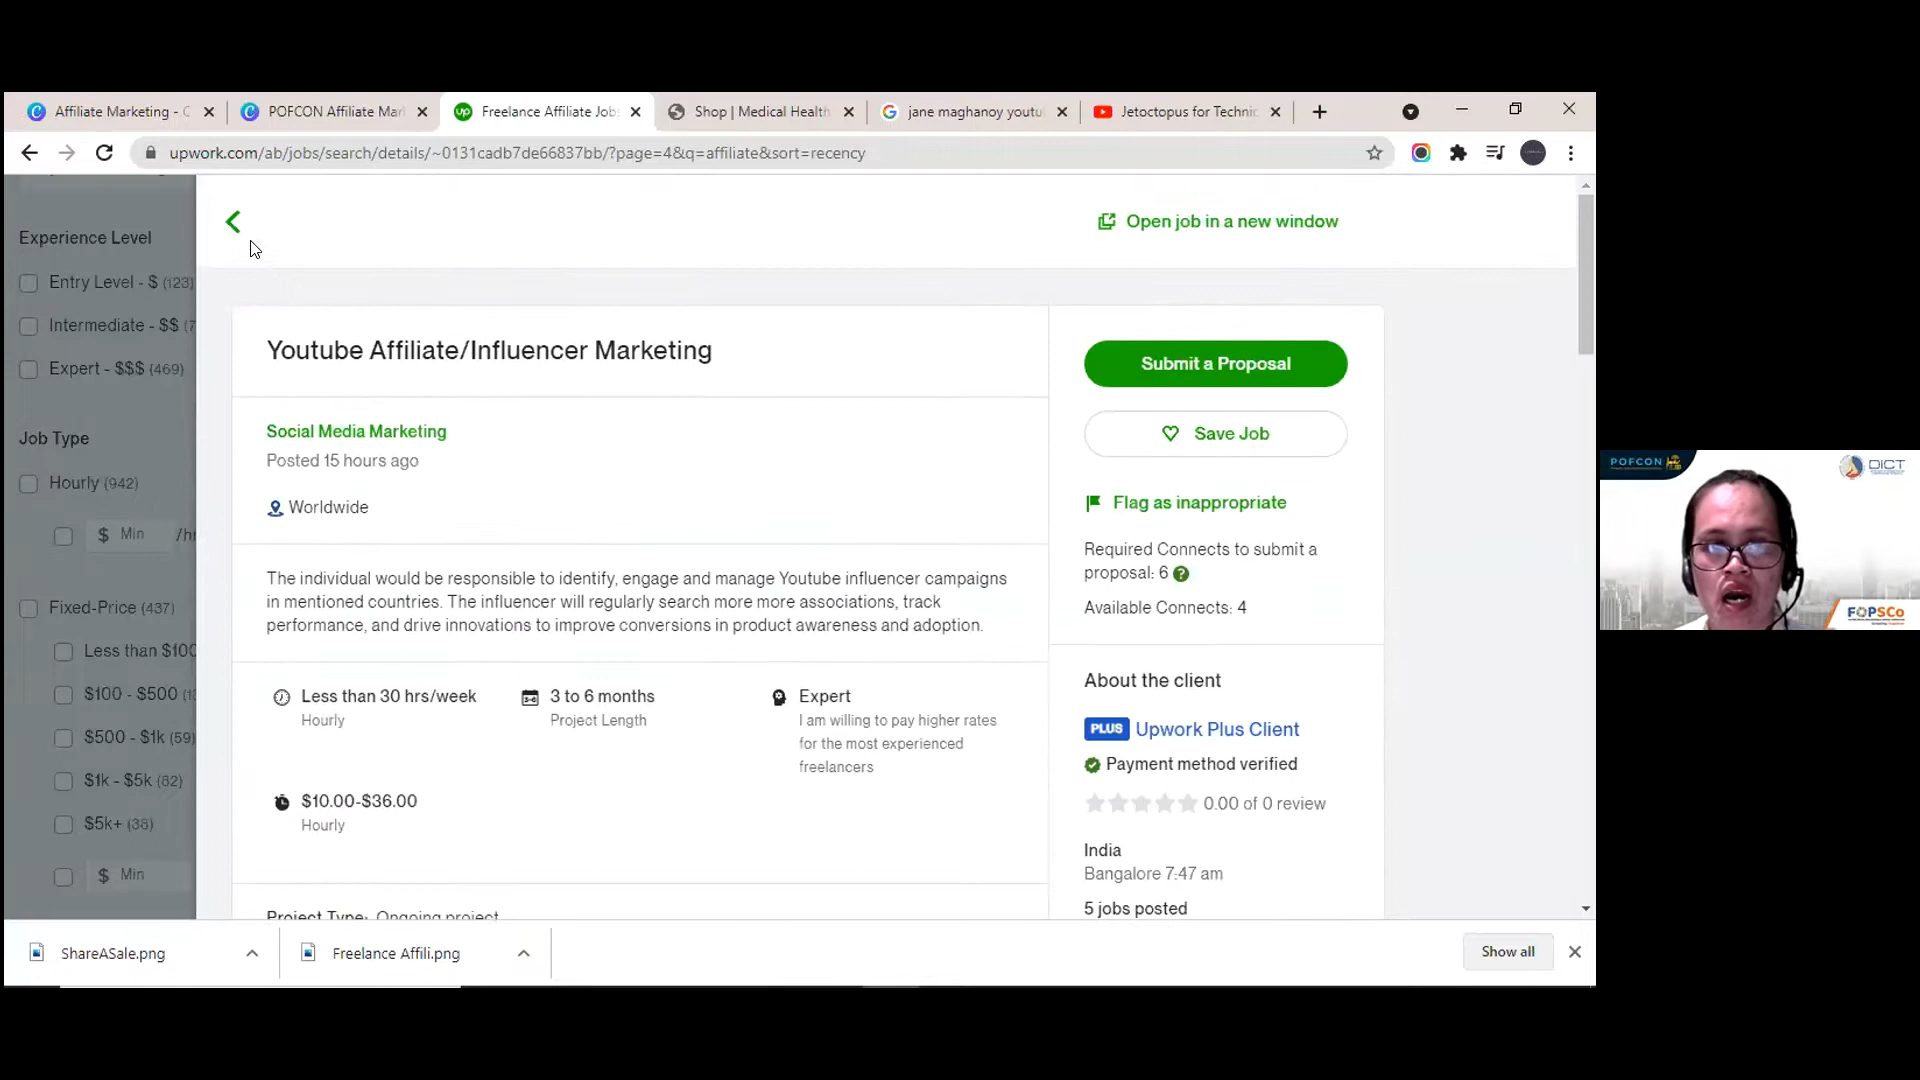 Affiliate Marketing - C
POFCON Affiliate Mar
Freelance Affiliate Job
Shop | Medical Health
jane maghanoy youtu
Jetoctopus for Technic
upwork.com/ab/jobs/search/details/~0131cadb7de66837bb/?page=4&q=affiliate&sort=recency
Open job in a new window
Experience Level
Entry Level - $ (123)
Intermediate - $$ (7
Expert - $$$ (469)
Job Type
Hourly (942)
$ Min /hr
Fixed-Price (437)
Less than $100
$100 - $500
$500 - $1k (59)
$1k - $5k (82)
$5k+ (38)
$ Min
Youtube Affiliate/Influencer Marketing
Social Media Marketing
Posted 15 hours ago
Worldwide
The individual would be responsible to identify, engage and manage Youtube influencer campaigns
in mentioned countries. The influencer will regularly search more more associations, track
performance, and drive innovations to improve conversions in product awareness and adoption.
Less than 30 hrs/week
Hourly
3 to 6 months
Project Length
Expert
I am willing to pay higher rates
for the most experienced
freelancers
$10.00-$36.00
Hourly
Project Type: Ongoing project
Submit a Proposal
Save Job
Flag as inappropriate
Required Connects to submit a
proposal: 6
Available Connects: 4
About the client
PLUS Upwork Plus Client
Payment method verified
0.00 of 0 review
India
Bangalore 7:47 am
5 jobs posted
ShareASale.png
Freelance Affili.png
Show all
POFCON
DICT
FOPSCo